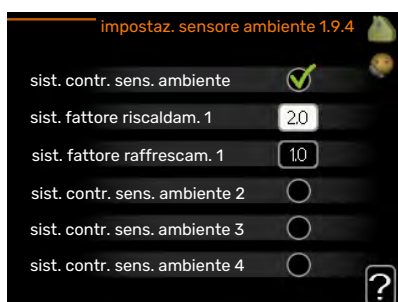 impostaz. sensore ambiente 1.9.4
sist. contr. sens. ambiente
sist. fattore riscaldam. 1 2.0
sist. fattore raffrescam. 1 1.0
sist. contr. sens. ambiente 2
sist. contr. sens. ambiente 3
sist. contr. sens. ambiente 4
?